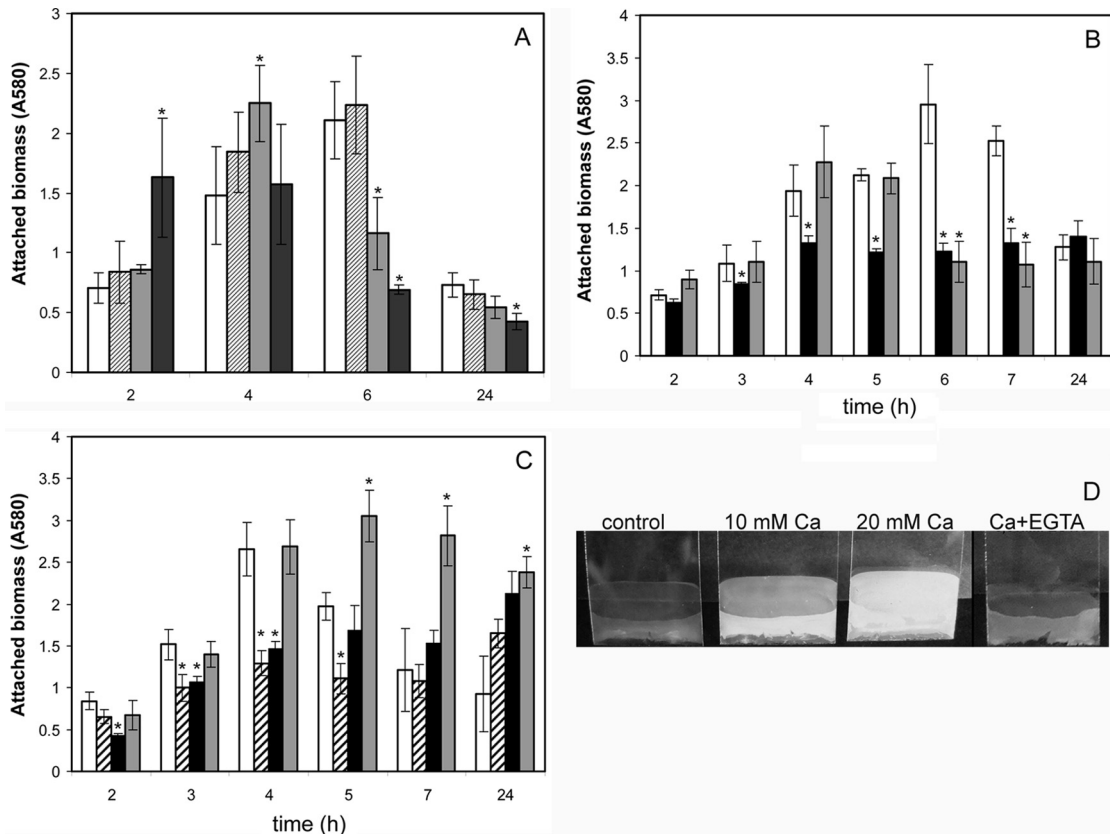 A
Attached biomass (A580)
3
2.5
2
1.5
1
0.5
0
* * * * *
2 4 6 24
B
Attached biomass (A580)
4
3.5
3
2.5
2
1.5
1
0.5
0
* * * * * * *
2 3 4 5 6 7 24
time (h)
C
Attached biomass (A580)
4
3.5
3
2.5
2
1.5
1
0.5
0
* * * * * * * * *
2 3 4 5 7 24
time (h)
D
control 10 mM Ca 20 mM Ca Ca+EGTA